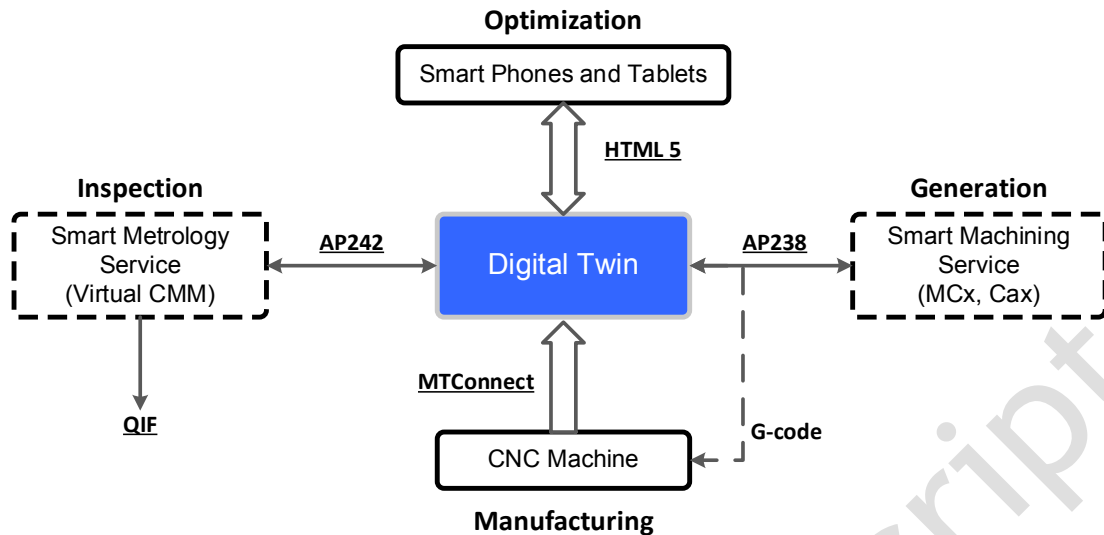 Optimization
Smart Phones and Tablets
HTML 5
Inspection
Generation
Smart Metrology
Service
(Virtual CMM)
AP242
Digital Twin
AP238
Smart Machining
Service
(MCx, Cax)
MTConnect
QIF
G-code
CNC Machine
Manufacturing
script